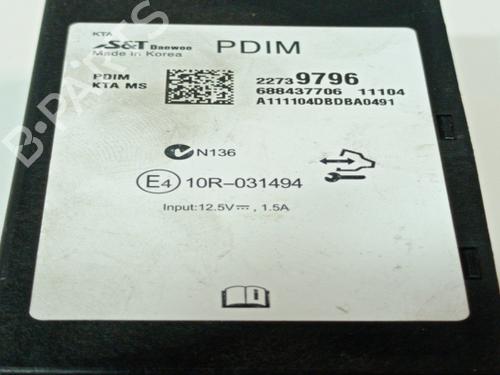 KTA
S&T Daewoo PDIM
Made in Korea
PDIM
KTA MS
22739796
688437706 11104
A111104DBDBA0491
N136
E4 10R-031494
Input:12.5V⎓, 1.5A